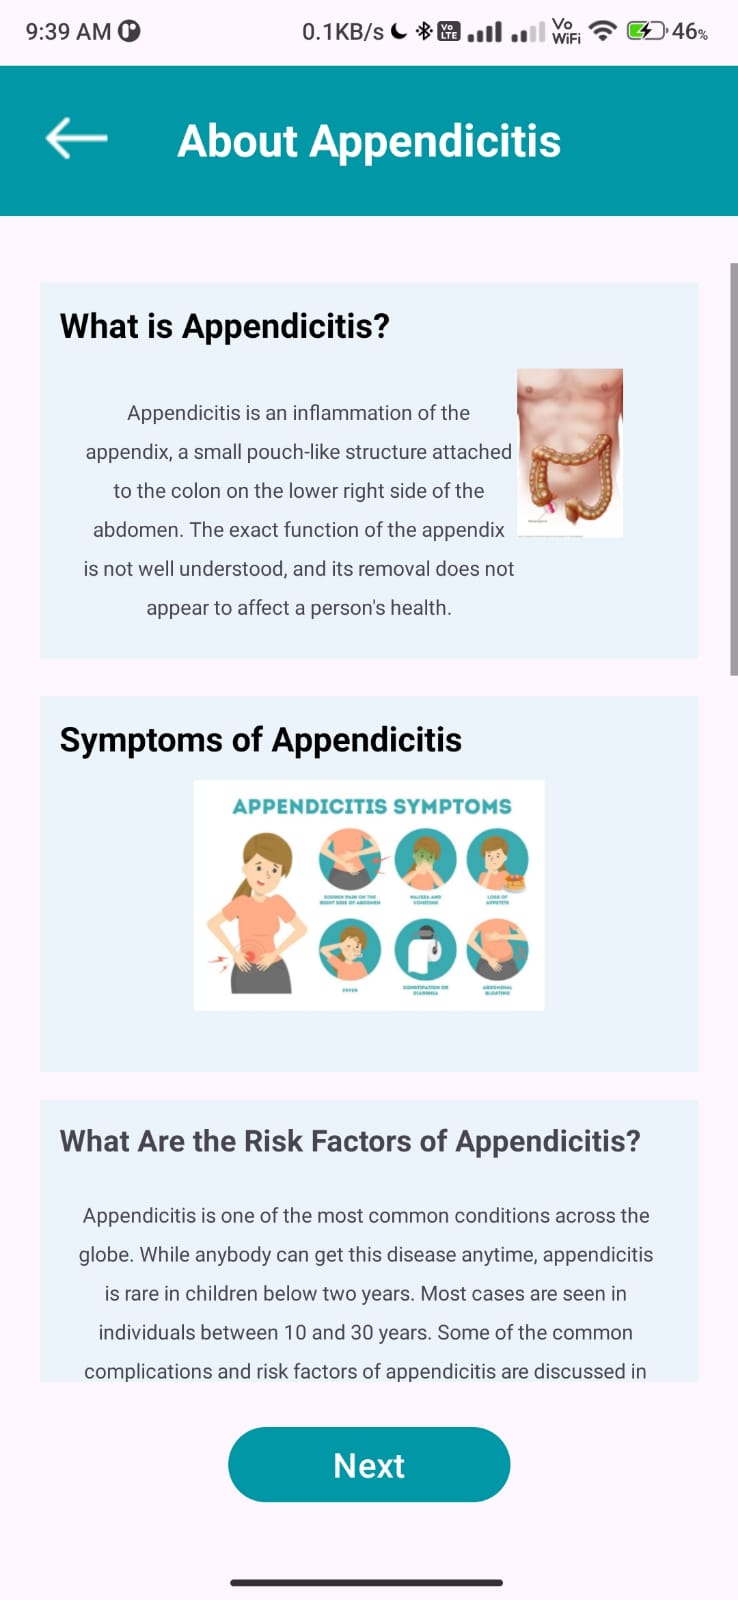 9:39 AM
0.1KB/s
Vo
LTE
Vo
WiFi
46%
About Appendicitis
What is Appendicitis?
Appendicitis is an inflammation of the
appendix, a small pouch-like structure attached
to the colon on the lower right side of the
abdomen. The exact function of the appendix
is not well understood, and its removal does not
appear to affect a person's health.
Symptoms of Appendicitis
APPENDICITIS SYMPTOMS
SUDDEN PAIN ON THE
RIGHT SIDE OF ABDOMEN
NAUSEA AND
VOMITING
LOSS OF
APPETITE
FEVER
CONSTIPATION OR
DIARRHEA
ABDOMINAL
BLOATING
What Are the Risk Factors of Appendicitis?
Appendicitis is one of the most common conditions across the
globe. While anybody can get this disease anytime, appendicitis
is rare in children below two years. Most cases are seen in
individuals between 10 and 30 years. Some of the common
complications and risk factors of appendicitis are discussed in
Next